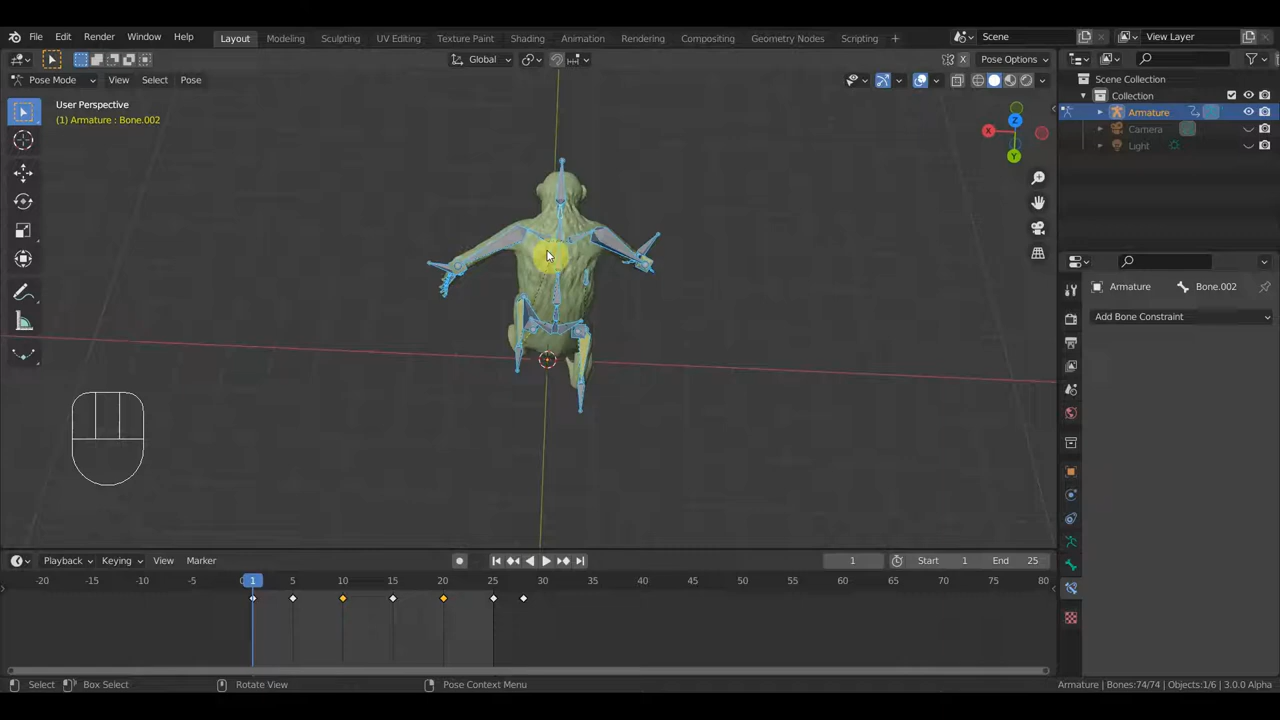 File Edit Render Window Help Layout Modeling Sculpting UV Editing Texture Paint Shading Animation Rendering Compositing Geometry Nodes Scripting + Scene View Layer
Global Pose Options
Pose Mode View Select Pose
Scene Collection
Collection
Armature
Camera
Light
User Perspective
(1) Armature : Bone.002
X
Z
Y
X
Armature Bone.002
Add Bone Constraint
Playback Keying View Marker 1 Start 1 End 25
-20 -15 -10 -5 0 1 5 10 15 20 25 30 35 40 45 50 55 60 65 70 75 80
Select Box Select Rotate View Pose Context Menu Armature | Bones:74/74 | Objects:1/6 | 3.0.0 Alpha